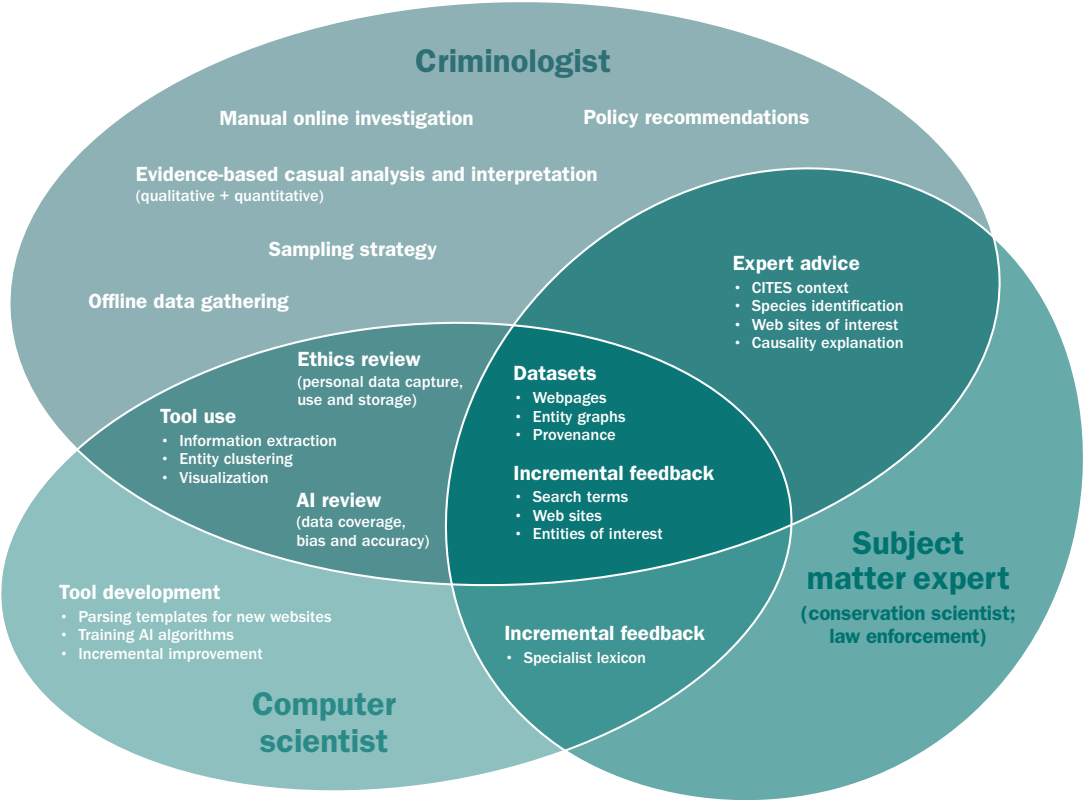 Criminologist
Manual online investigation
Policy recommendations
Evidence-based casual analysis and interpretation
(qualitative + quantitative)
Sampling strategy
Offline data gathering
Expert advice
• CITES context
• Species identification
• Web sites of interest
• Causality explanation
Ethics review
(personal data capture,
use and storage)
Tool use
• Information extraction
• Entity clustering
• Visualization
AI review
(data coverage,
bias and accuracy)
Datasets
• Webpages
• Entity graphs
• Provenance
Incremental feedback
• Search terms
• Web sites
• Entities of interest
Subject
matter expert
(conservation scientist;
law enforcement)
Tool development
• Parsing templates for new websites
• Training AI algorithms
• Incremental improvement
Incremental feedback
• Specialist lexicon
Computer
scientist